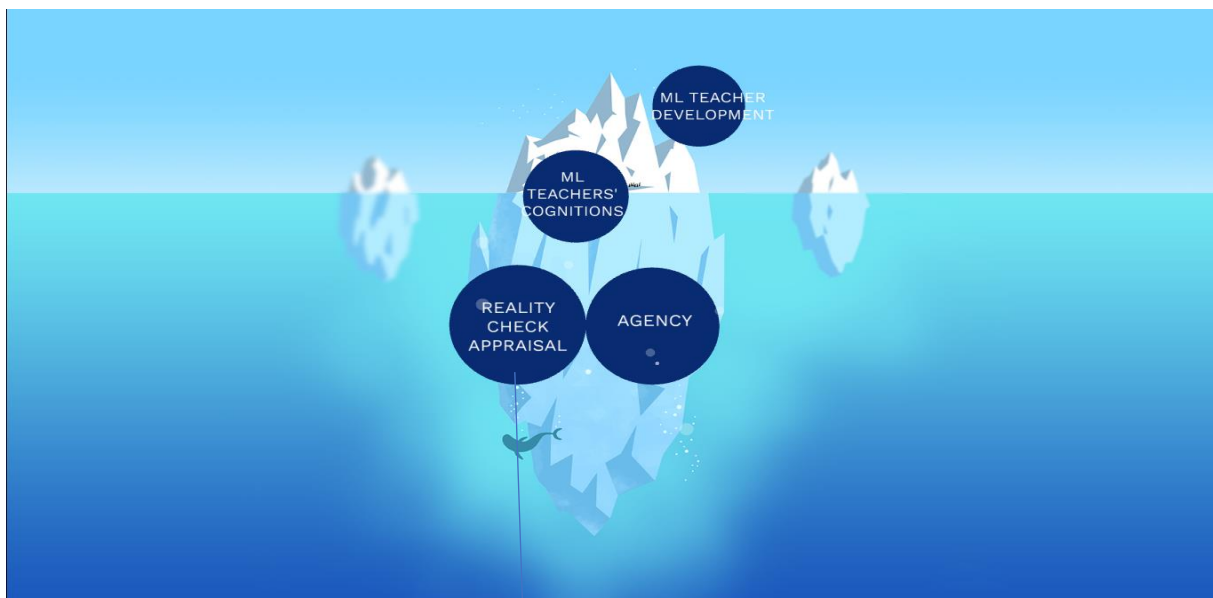 ML TEACHER
DEVELOPMENT
ML
TEACHERS'
COGNITIONS
REALITY
CHECK
APPRAISAL
AGENCY